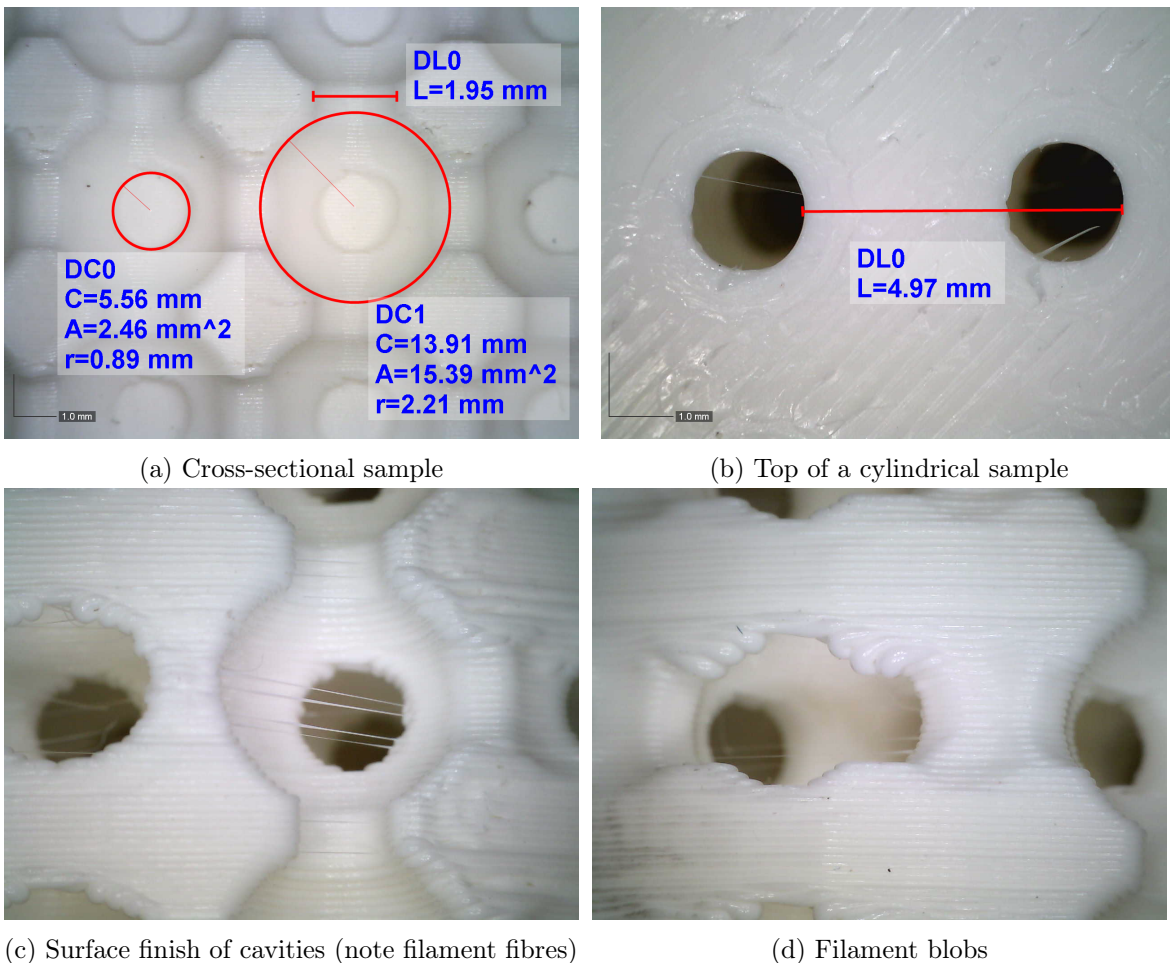 DL0
L=1.95 mm
DC0
C=5.56 mm
A=2.46 mm^2
r=0.89 mm
DC1
C=13.91 mm
A=15.39 mm^2
r=2.21 mm
1.0 mm
(a) Cross-sectional sample
DL0
L=4.97 mm
1.0 mm
(b) Top of a cylindrical sample
(c) Surface finish of cavities (note filament fibres)
(d) Filament blobs